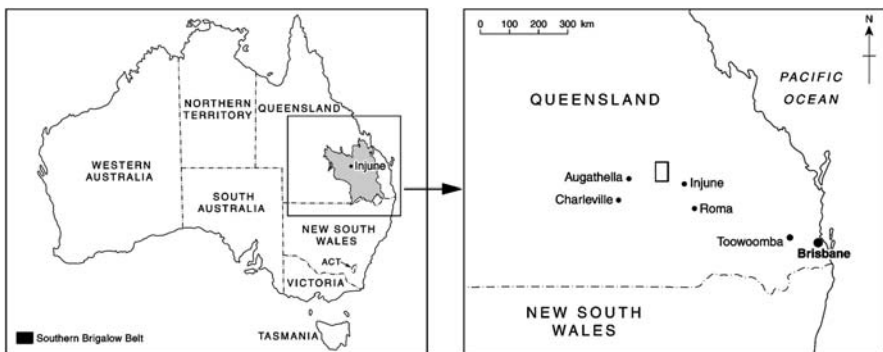 NORTHERN
TERRITORY
QUEENSLAND
WESTERN
AUSTRALIA
Injune
SOUTH
AUSTRALIA
NEW SOUTH
WALES
ACT
VICTORIA
TASMANIA
Southern Brigalow Belt
0 100 200 300 km
N
PACIFIC
OCEAN
QUEENSLAND
Augathella
Injune
Charleville
Roma
Toowoomba
Brisbane
NEW SOUTH
WALES